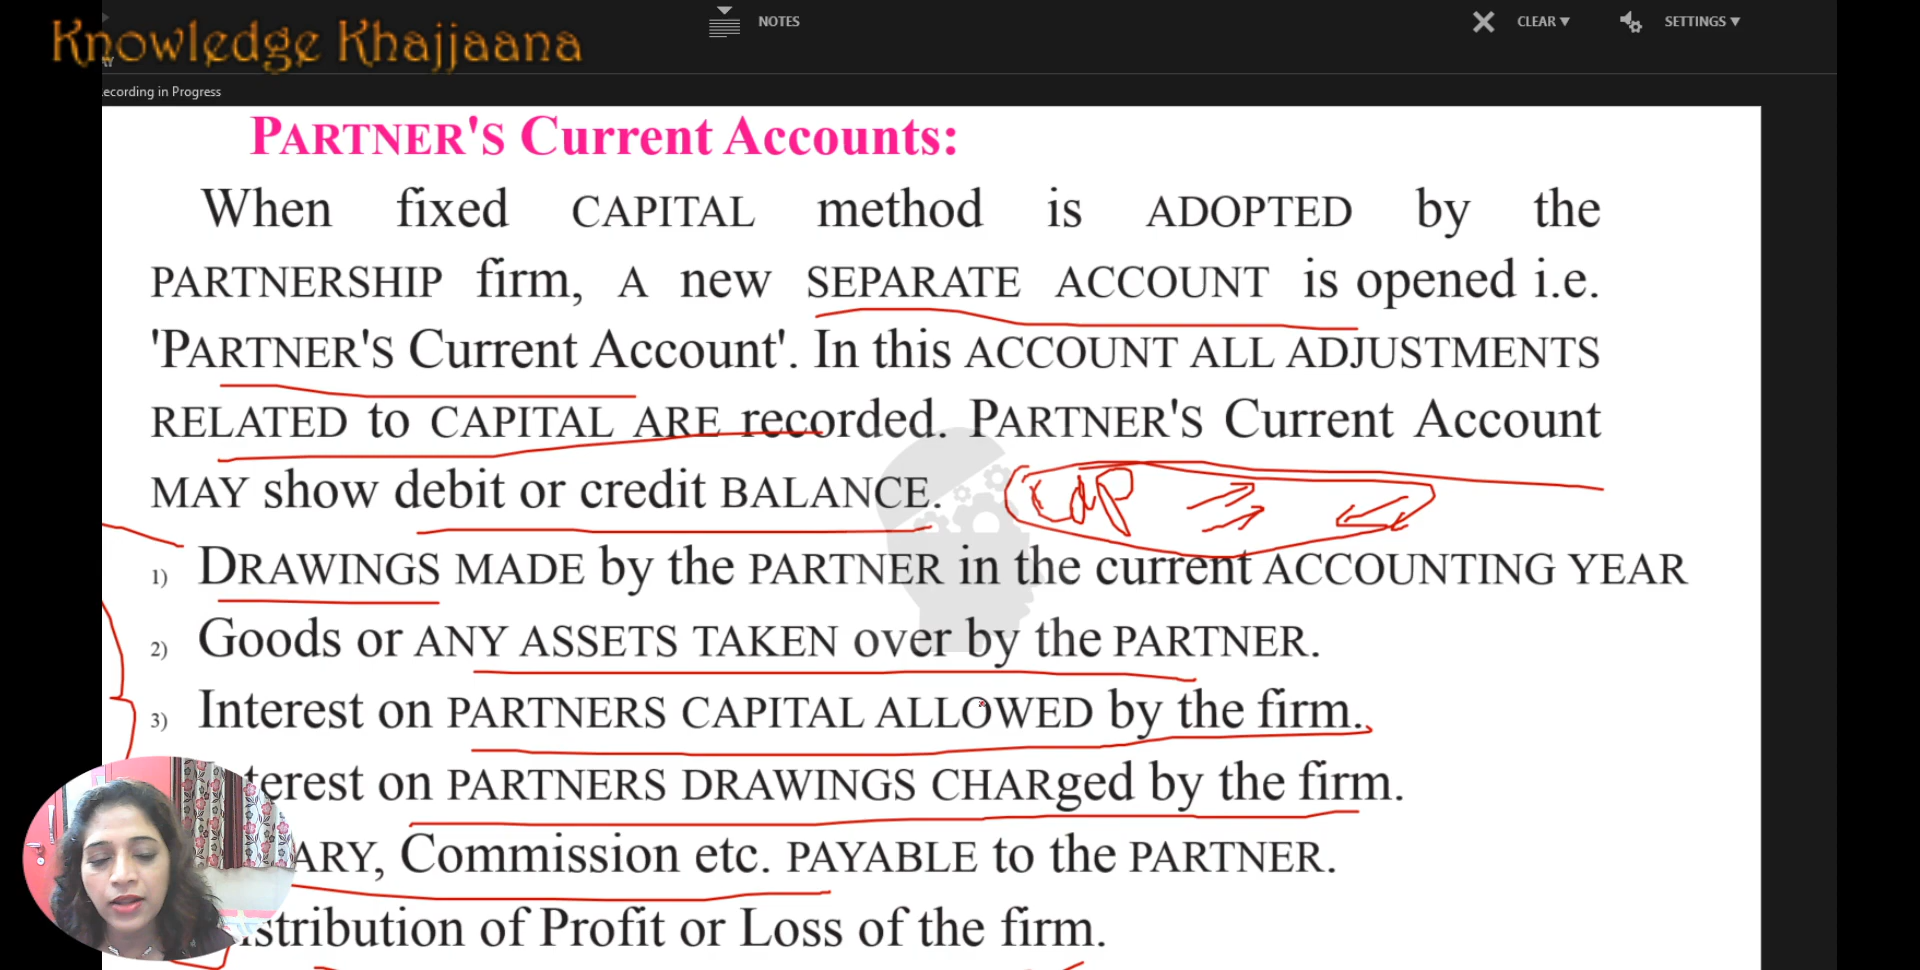 Knowledge Khajjaana
NOTES
CLEAR
SETTINGS
AY
ecording in Progress
PARTNER'S Current Accounts:
When fixed CAPITAL method is ADOPTED by the
PARTNERSHIP firm, A new SEPARATE ACCOUNT is opened i.e.
'PARTNER'S Current Account'. In this ACCOUNT ALL ADJUSTMENTS
RELATED to CAPITAL ARE recorded. PARTNER'S Current Account
MAY show debit or credit BALANCE.
1) DRAWINGS MADE by the PARTNER in the current ACCOUNTING YEAR
2) Goods or ANY ASSETS TAKEN over by the PARTNER.
3) Interest on PARTNERS CAPITAL ALLOWED by the firm.
terest on PARTNERS DRAWINGS CHARged by the firm.
ARY, Commission etc. PAYABLE to the PARTNER.
stribution of Profit or Loss of the firm.